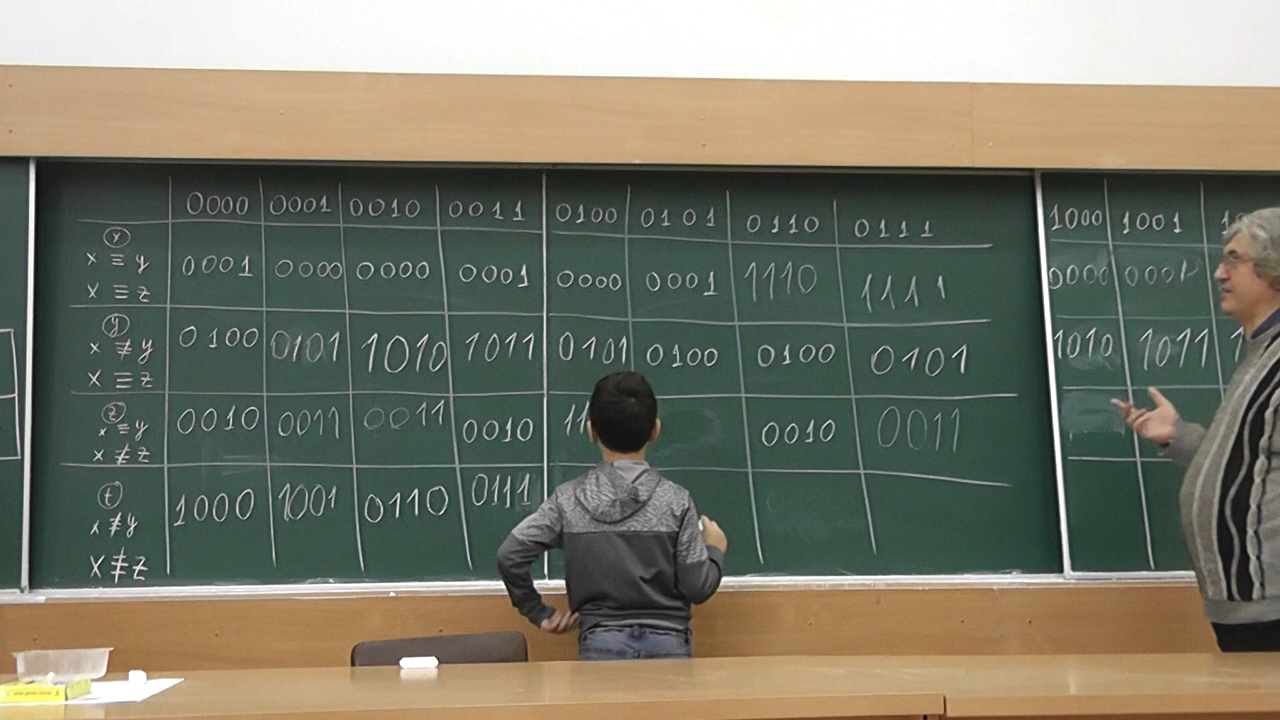 0000 0001 0010 0011 0100 0101 0110 0111 1000 1001
x
x ≡ y 0001 0000 0000 0001 0000 0001 1110 1111 0000 0001
x ≡ z
y
x ≢ y 0100 0101 1010 1011 0101 0100 0100 0101 1010 1011
x ≡ z
z
x ≡ y 0010 0011 0011 0010 11 0010 0011
x ≢ z
t
x ≢ y 1000 1001 0110 0111
x ≢ z